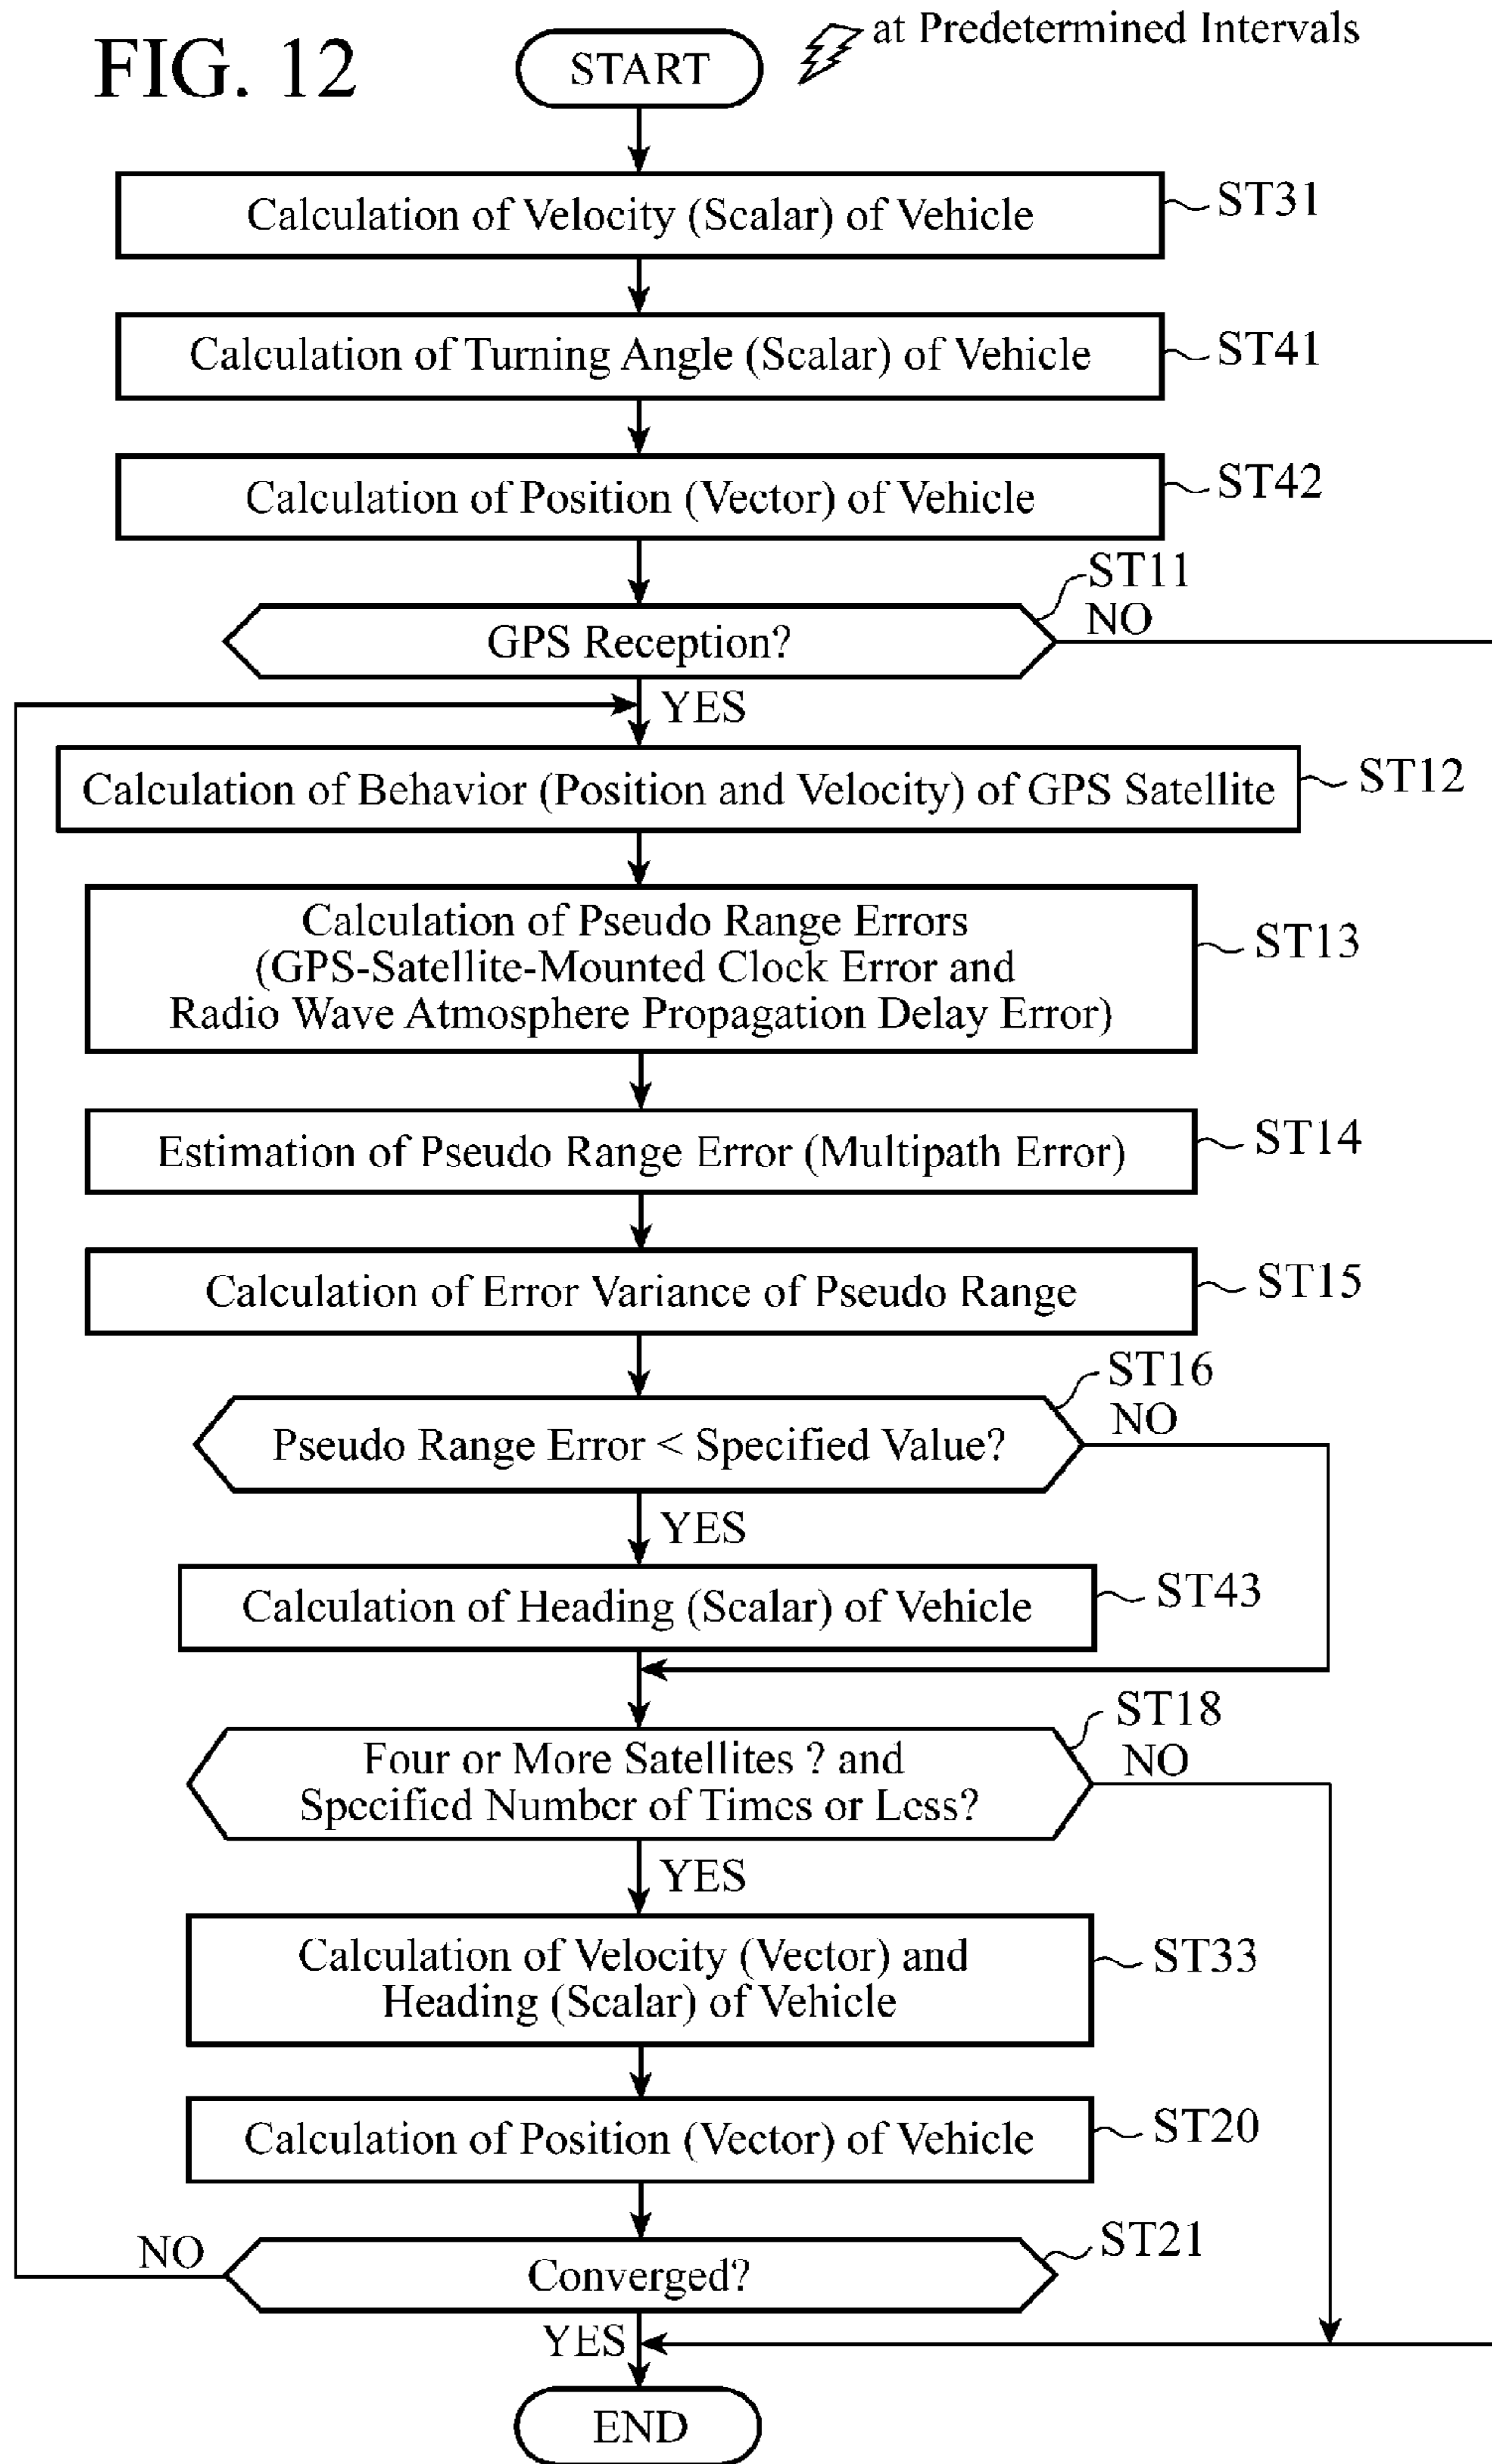 FIG. 12
START
at Predetermined Intervals
Calculation of Velocity (Scalar) of Vehicle
ST31
Calculation of Turning Angle (Scalar) of Vehicle
ST41
Calculation of Position (Vector) of Vehicle
ST42
ST11
GPS Reception?
NO
YES
Calculation of Behavior (Position and Velocity) of GPS Satellite
ST12
Calculation of Pseudo Range Errors
(GPS-Satellite-Mounted Clock Error and
Radio Wave Atmosphere Propagation Delay Error)
ST13
Estimation of Pseudo Range Error (Multipath Error)
ST14
Calculation of Error Variance of Pseudo Range
ST15
ST16
Pseudo Range Error < Specified Value?
NO
YES
Calculation of Heading (Scalar) of Vehicle
ST43
ST18
Four or More Satellites ? and
Specified Number of Times or Less?
NO
YES
Calculation of Velocity (Vector) and
Heading (Scalar) of Vehicle
ST33
Calculation of Position (Vector) of Vehicle
ST20
ST21
NO
Converged?
YES
END